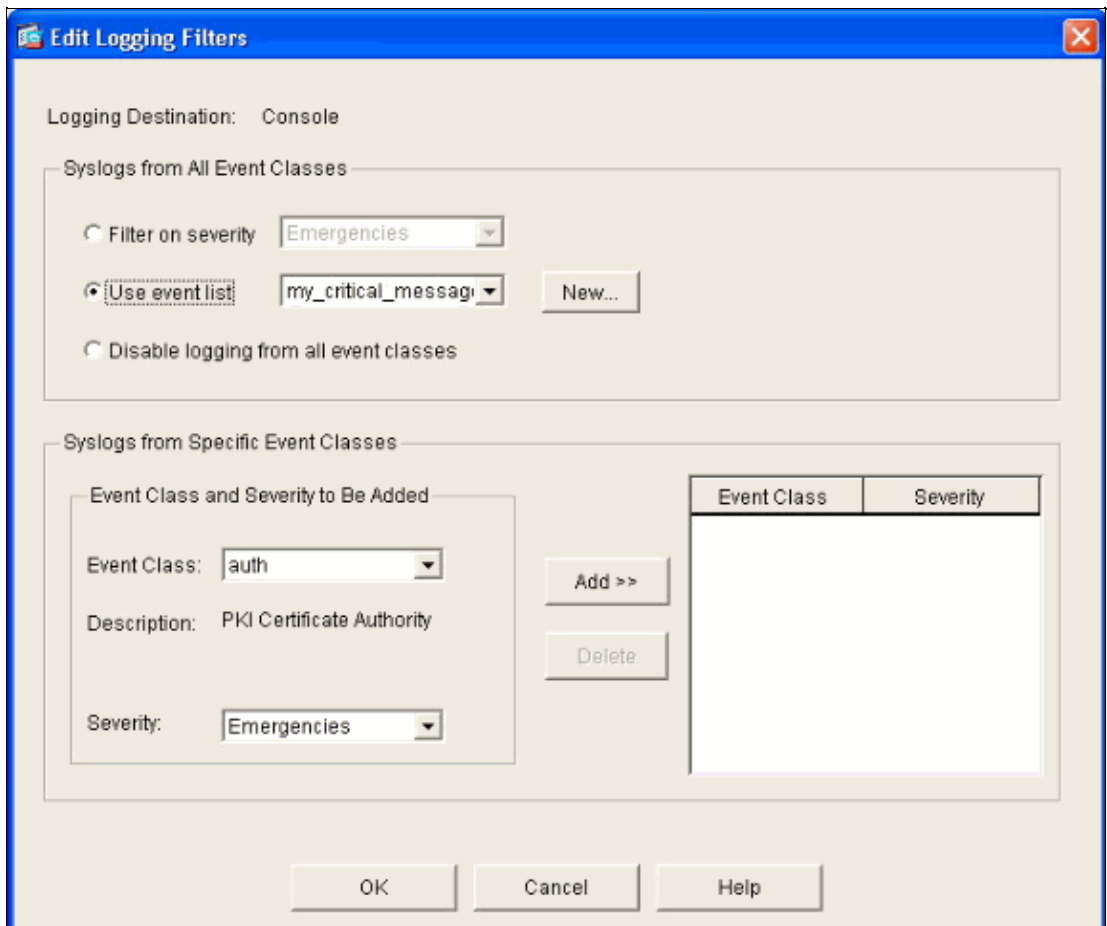 Edit Logging Filters
Logging Destination: Console
Syslogs from All Event Classes
Filter on severity Emergencies
Use event list my_critical_messag New...
Disable logging from all event classes
Syslogs from Specific Event Classes
Event Class and Severity to Be Added
Event Class Severity
Event Class: auth
Add >>
Description: PKI Certificate Authority
Delete
Severity: Emergencies
OK Cancel Help